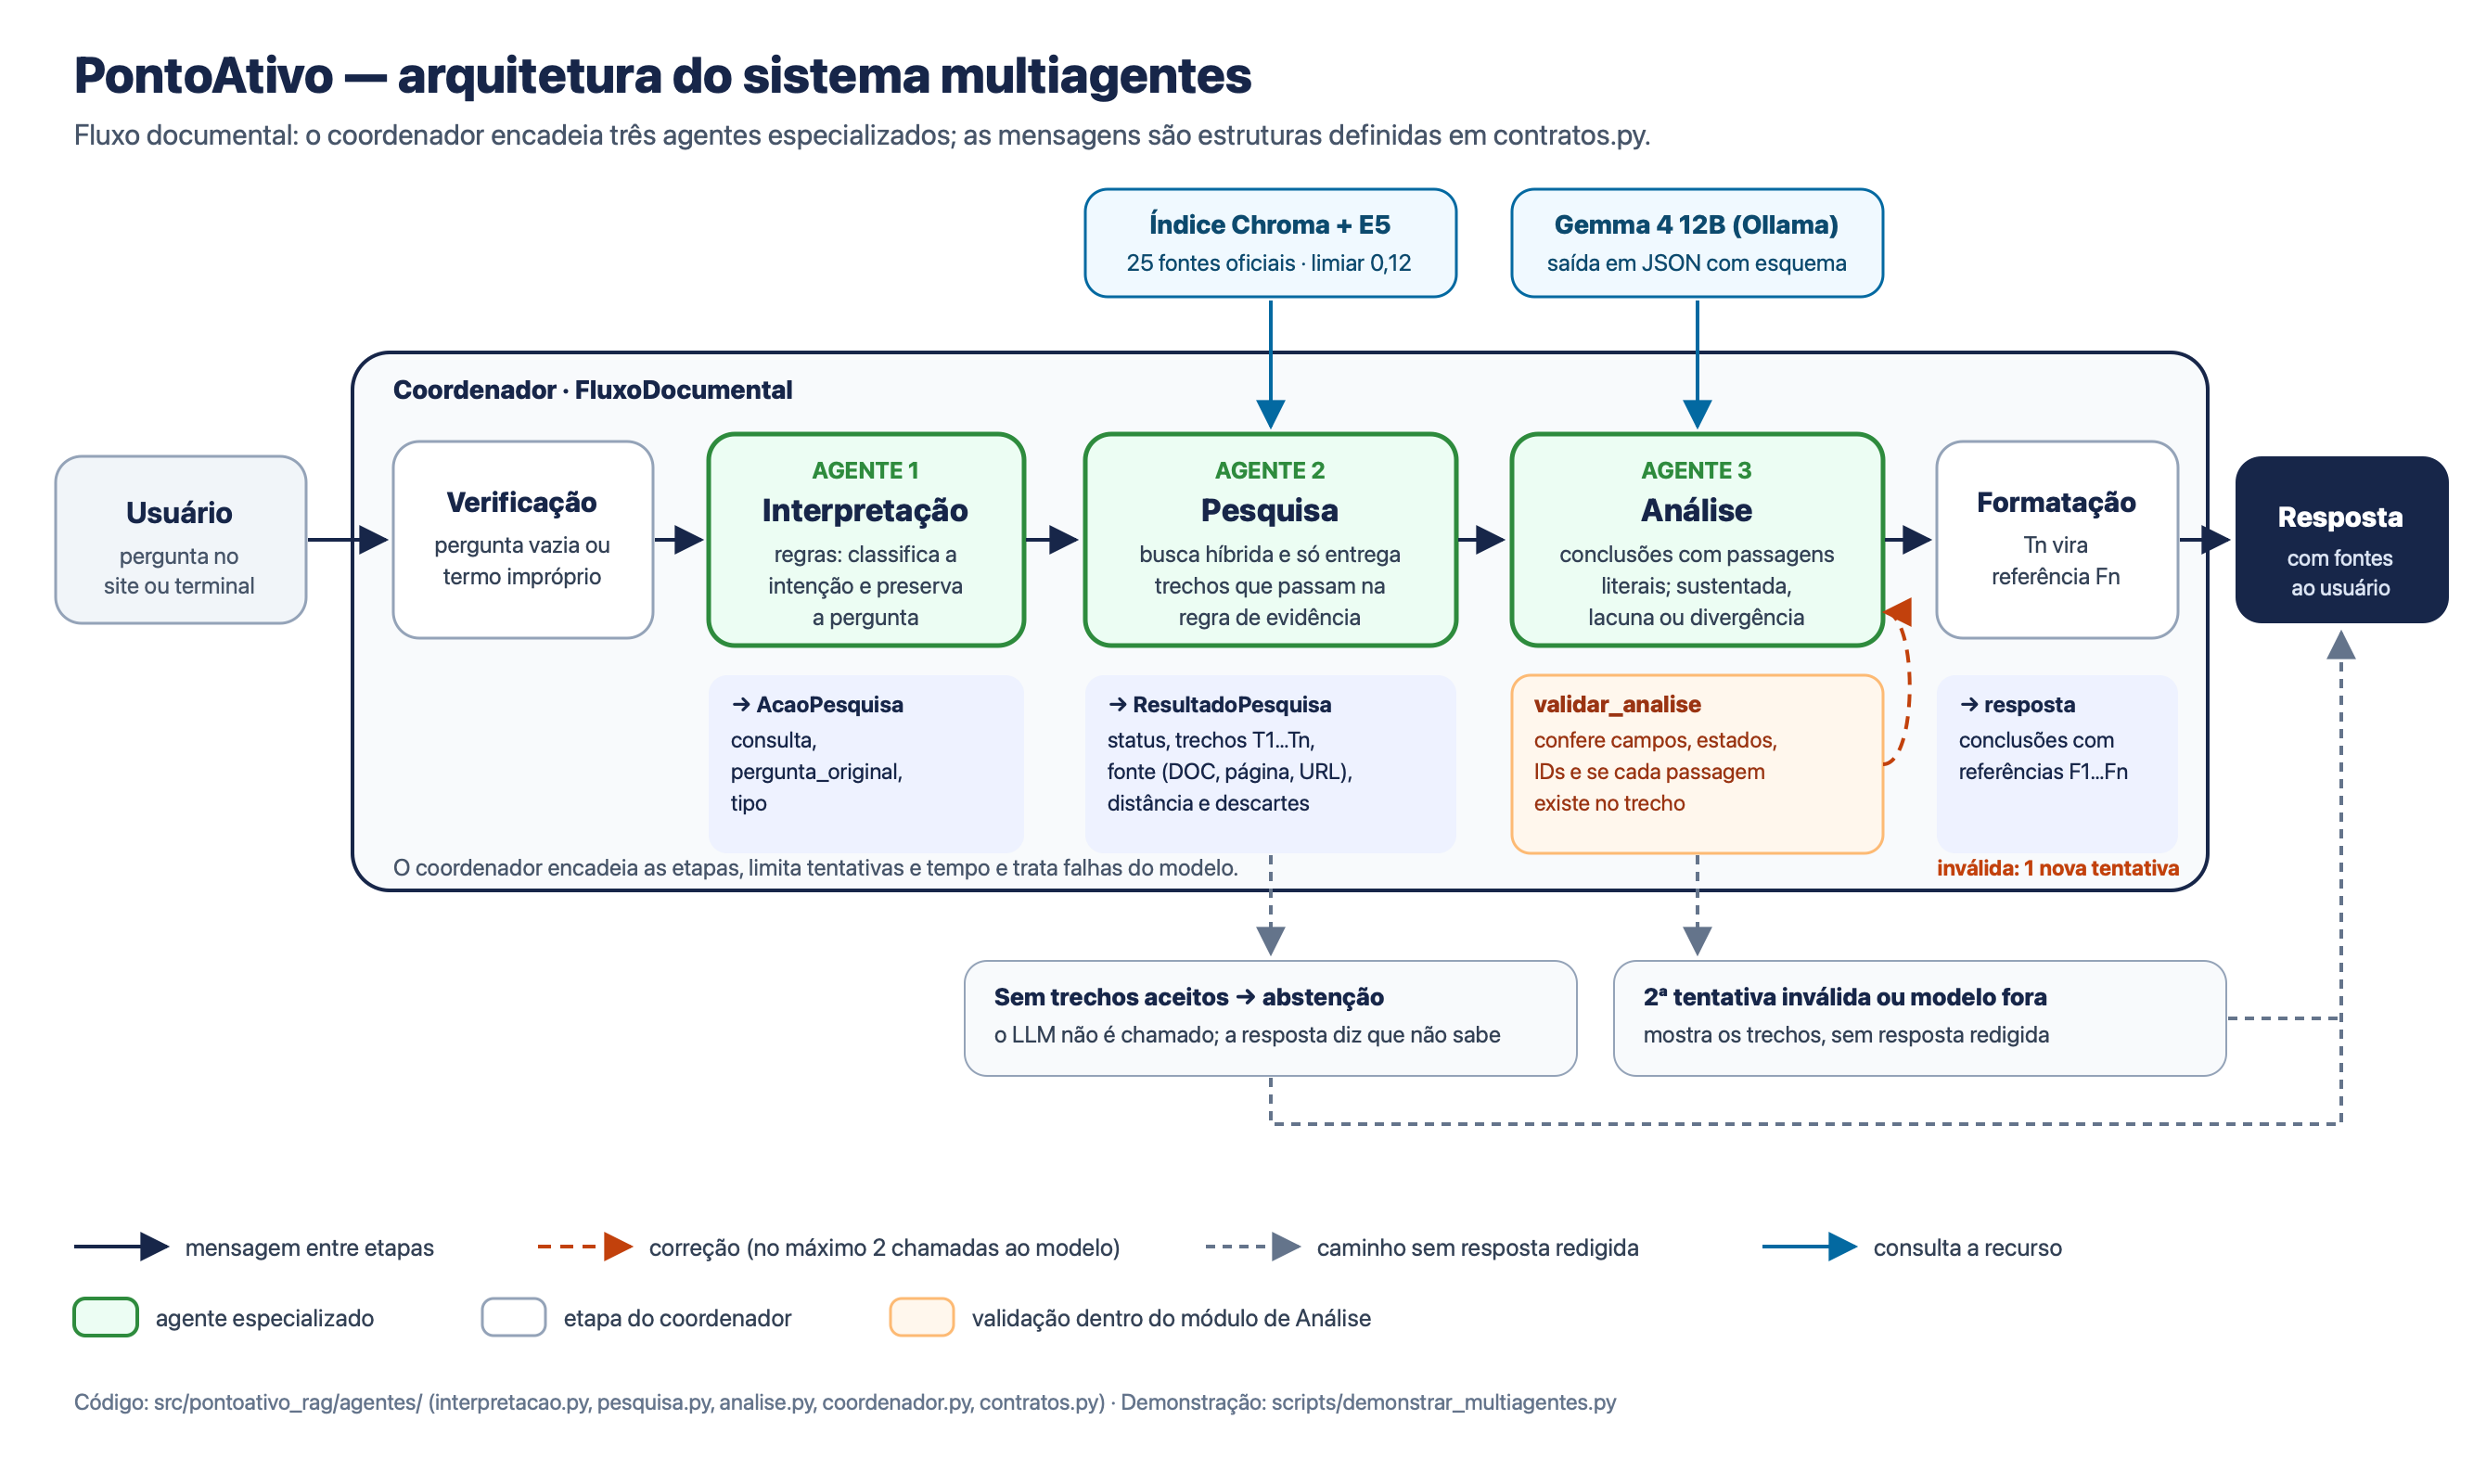 PontoAtivo — arquitetura do sistema multiagentes
Fluxo documental: o coordenador encadeia três agentes especializados; as mensagens são estruturas definidas em contratos.py.
Índice Chroma + E5
25 fontes oficiais · limiar 0,12
Gemma 4 12B (Ollama)
saída em JSON com esquema
Coordenador · FluxoDocumental
Usuário
pergunta no
site ou terminal
Verificação
pergunta vazia ou
termo impróprio
AGENTE 1
Interpretação
regras: classifica a
intenção e preserva
a pergunta
AGENTE 2
Pesquisa
busca híbrida e só entrega
trechos que passam na
regra de evidência
AGENTE 3
Análise
conclusões com passagens
literais; sustentada,
lacuna ou divergência
Formatação
Tn vira
referência Fn
Resposta
com fontes
ao usuário
→ AcaoPesquisa
consulta,
pergunta_original,
tipo
→ ResultadoPesquisa
status, trechos T1...Tn,
fonte (DOC, página, URL),
distância e descartes
validar_analise
confere campos, estados,
IDs e se cada passagem
existe no trecho
→ resposta
conclusões com
referências F1...Fn
O coordenador encadeia as etapas, limita tentativas e tempo e trata falhas do modelo.
inválida: 1 nova tentativa
Sem trechos aceitos → abstenção
o LLM não é chamado; a resposta diz que não sabe
2ª tentativa inválida ou modelo fora
mostra os trechos, sem resposta redigida
mensagem entre etapas
correção (no máximo 2 chamadas ao modelo)
caminho sem resposta redigida
consulta a recurso
agente especializado
etapa do coordenador
validação dentro do módulo de Análise
Código: src/pontoativo_rag/agentes/ (interpretacao.py, pesquisa.py, analise.py, coordenador.py, contratos.py) · Demonstração: scripts/demonstrar_multiagentes.py